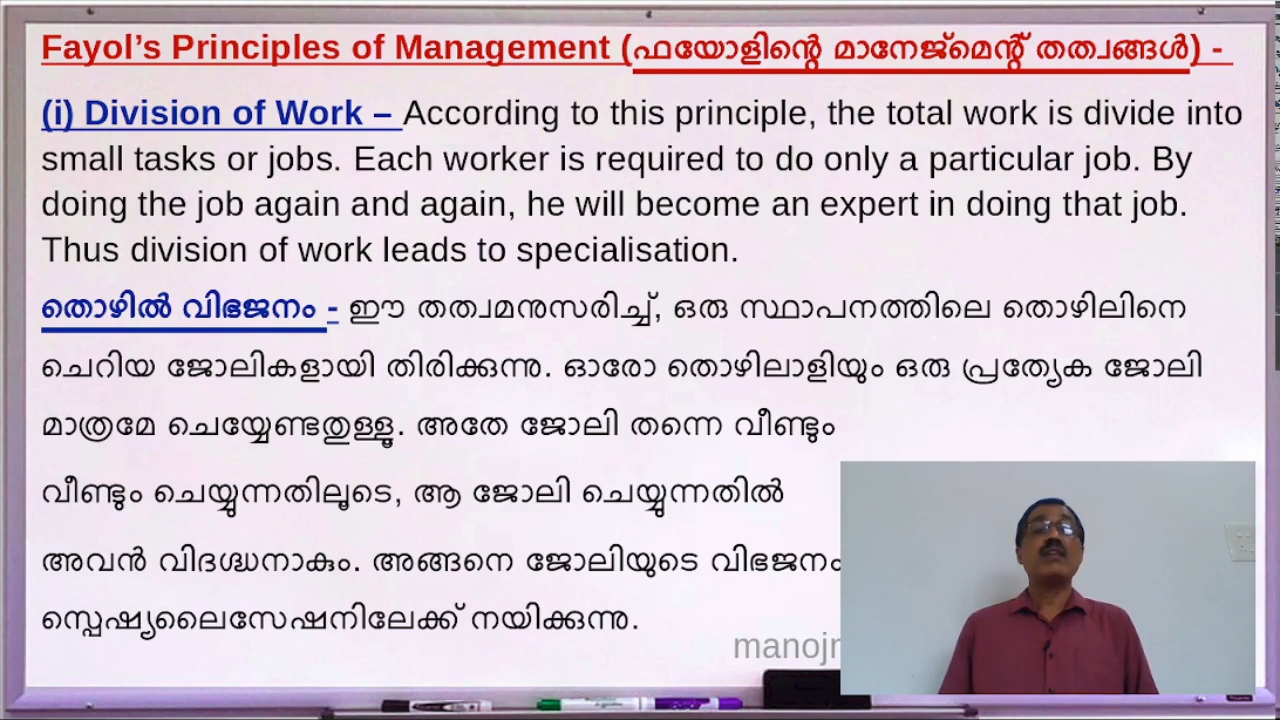 Fayol’s Principles of Management (ഫയോളിന്റെ മാനേജ്മെന്റ് തത്വങ്ങൾ) -
(i) Division of Work – According to this principle, the total work is divide into
small tasks or jobs. Each worker is required to do only a particular job. By
doing the job again and again, he will become an expert in doing that job.
Thus division of work leads to specialisation.
തൊഴിൽ വിഭജനം - ഈ തത്വമനുസരിച്ച്, ഒരു സ്ഥാപനത്തിലെ തൊഴിലിനെ
ചെറിയ ജോലികളായി തിരിക്കുന്നു. ഓരോ തൊഴിലാളിയും ഒരു പ്രത്യേക ജോലി
മാത്രമേ ചെയ്യേണ്ടതുള്ളൂ. അതേ ജോലി തന്നെ വീണ്ടും
വീണ്ടും ചെയ്യുന്നതിലൂടെ, ആ ജോലി ചെയ്യുന്നതിൽ
അവൻ വിദഗ്ധനാകും. അങ്ങനെ ജോലിയുടെ വിഭജനം
സ്പെഷ്യലൈസേഷനിലേക്ക് നയിക്കുന്നു.